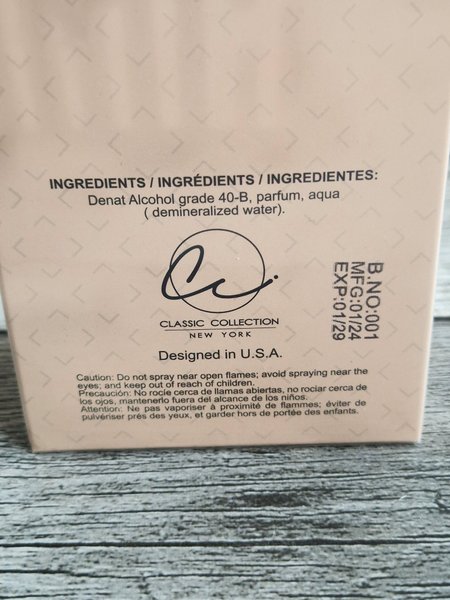 INGREDIENTS / INGRÉDIENTS / INGREDIENTES:
Denat Alcohol grade 40-B, parfum, aqua
( demineralized water).
CLASSIC COLLECTION
NEW YORK
Designed in U.S.A.
Caution: Do not spray near open flames; avoid spraying near the
eyes; and keep out of reach of children.
Precaución: No rocíe cerca de llamas abiertas, no rociar cerca de
los ojos, mantenerlo fuera del alcance de los niños.
Attention: Ne pas vaporiser à proximité de flammes; éviter de
pulvériser près des yeux, et garder hors de portée des enfants.
B.NO:001
MFG:01/24
EXP:01/29